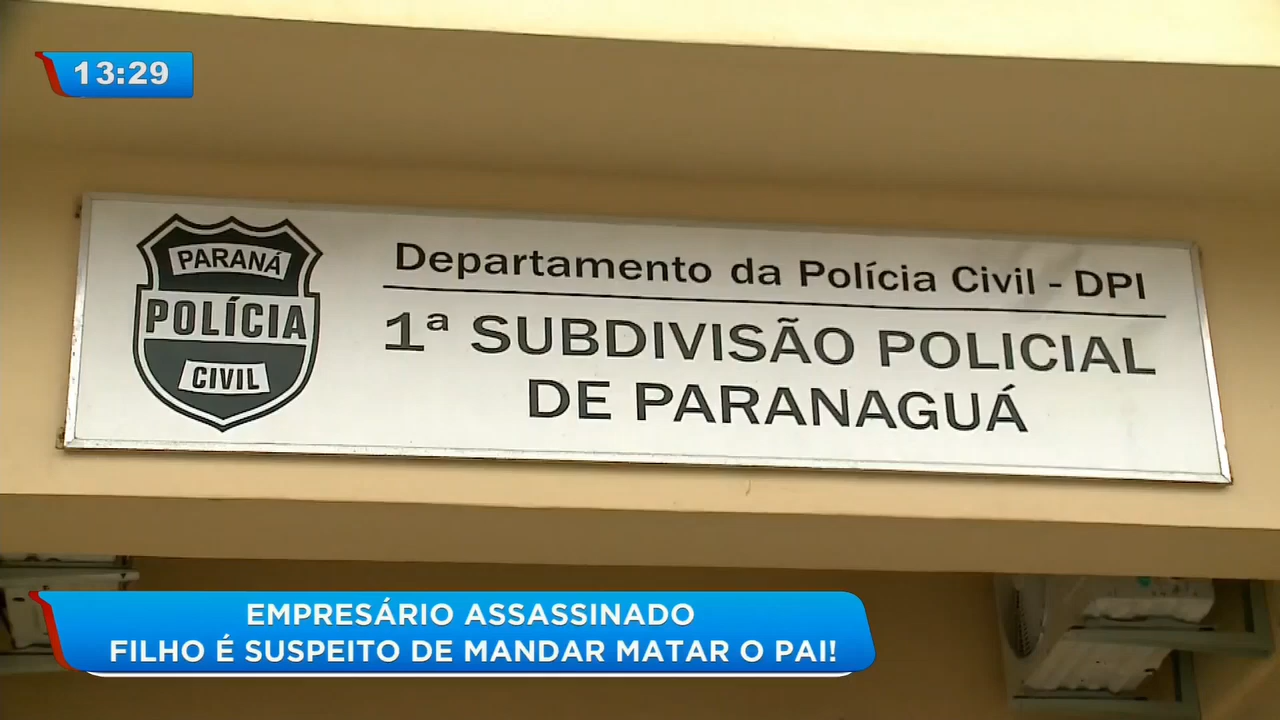 13:29
PARANÁ
POLÍCIA
CIVIL
Departamento da Polícia Civil - DPI
1ª SUBDIVISÃO POLICIAL
DE PARANAGUÁ
EMPRESÁRIO ASSASSINADO
FILHO É SUSPEITO DE MANDAR MATAR O PAI!